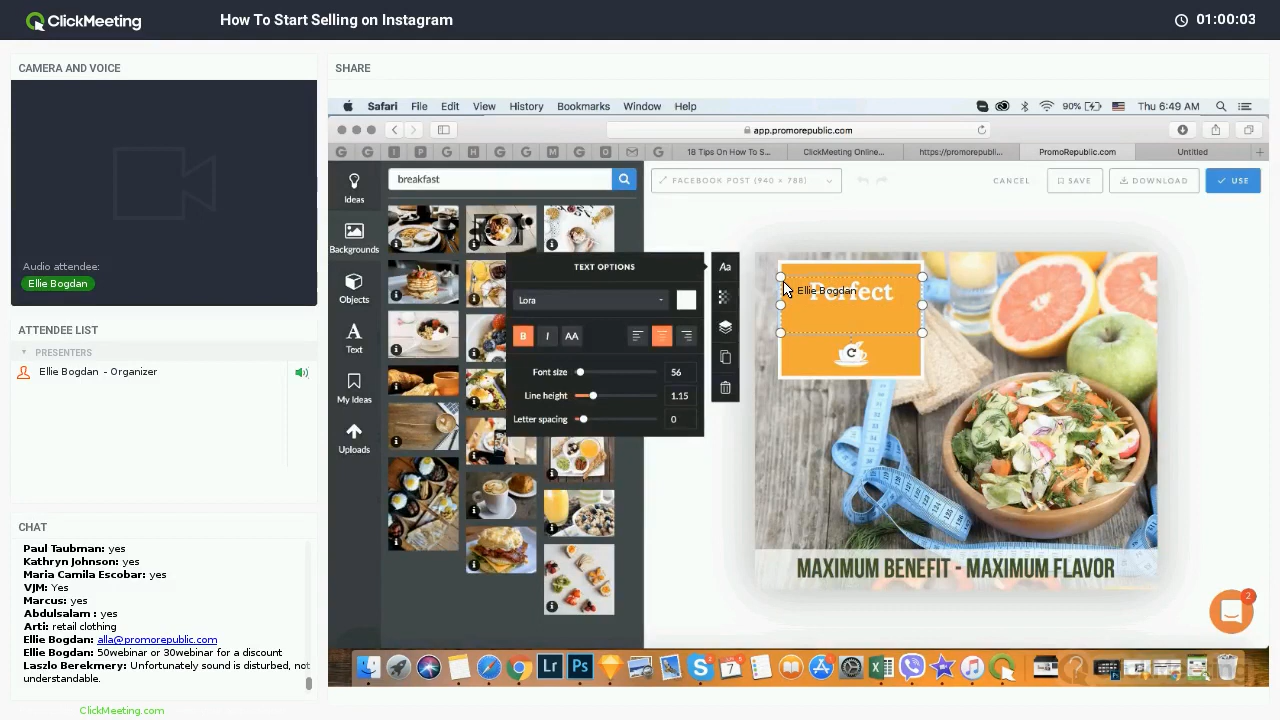 ClickMeeting
How To Start Selling on Instagram
01:00:03
CAMERA AND VOICE
Audio attendee:
Ellie Bogdan
ATTENDEE LIST
PRESENTERS
Ellie Bogdan - Organizer
CHAT
Paul Taubman: yes
Kathryn Johnson: yes
Maria Camila Escobar: yes
VJM: Yes
Marcus: yes
Abdulsalam : yes
Arti: retail clothing
Ellie Bogdan: alla@promorepublic.com
Ellie Bogdan: 50webinar or 30webinar for a discount
Laszlo Berekmery: Unfortunately sound is disturbed, not
understandable.
ClickMeeting.com
SHARE
Safari File Edit View History Bookmarks Window Help
90% Thu 6:49 AM
app.promorepublic.com
18 Tips On How To S... ClickMeeting Online... https://promorepubli... PromoRepublic.com Untitled
breakfast
FACEBOOK POST (940 × 788)
CANCEL SAVE DOWNLOAD USE
Ideas
Backgrounds
Objects
Text
My Ideas
Uploads
TEXT OPTIONS
Aa
Lora
B I AA
Font size 56
Line height 1.15
Letter spacing 0
Perfect
Ellie Bogdan
MAXIMUM BENEFIT - MAXIMUM FLAVOR
2
Lr Ps
7